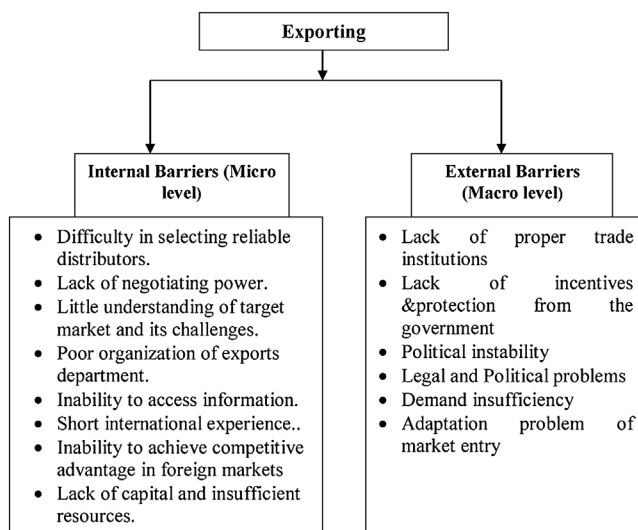 Exporting
Internal Barriers (Micro
level)
• Difficulty in selecting reliable
distributors.
• Lack of negotiating power.
• Little understanding of target
market and its challenges.
• Poor organization of exports
department.
• Inability to access information.
• Short international experience..
• Inability to achieve competitive
advantage in foreign markets
• Lack of capital and insufficient
resources.
External Barriers
(Macro level)
• Lack of proper trade
institutions
• Lack of incentives
&protection from the
government
• Political instability
• Legal and Political problems
• Demand insufficiency
• Adaptation problem of
market entry